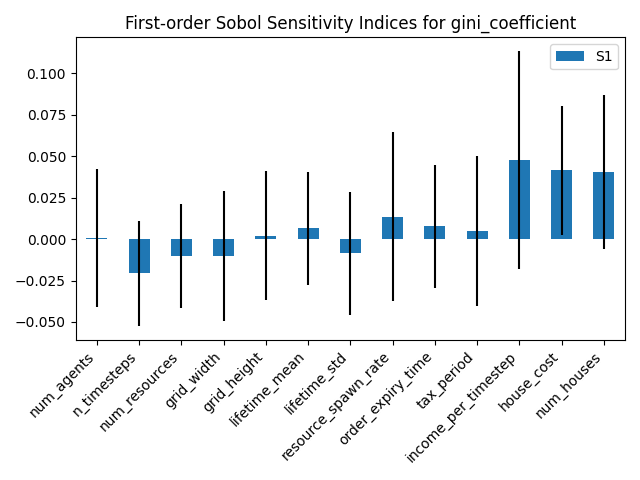 First-order Sobol Sensitivity Indices for gini_coefficient
S1
0.100
0.075
0.050
0.025
0.000
−0.025
−0.050
num_agents
n_timesteps
num_resources
grid_width
grid_height
lifetime_mean
lifetime_std
resource_spawn_rate
order_expiry_time
tax_period
income_per_timestep
house_cost
num_houses